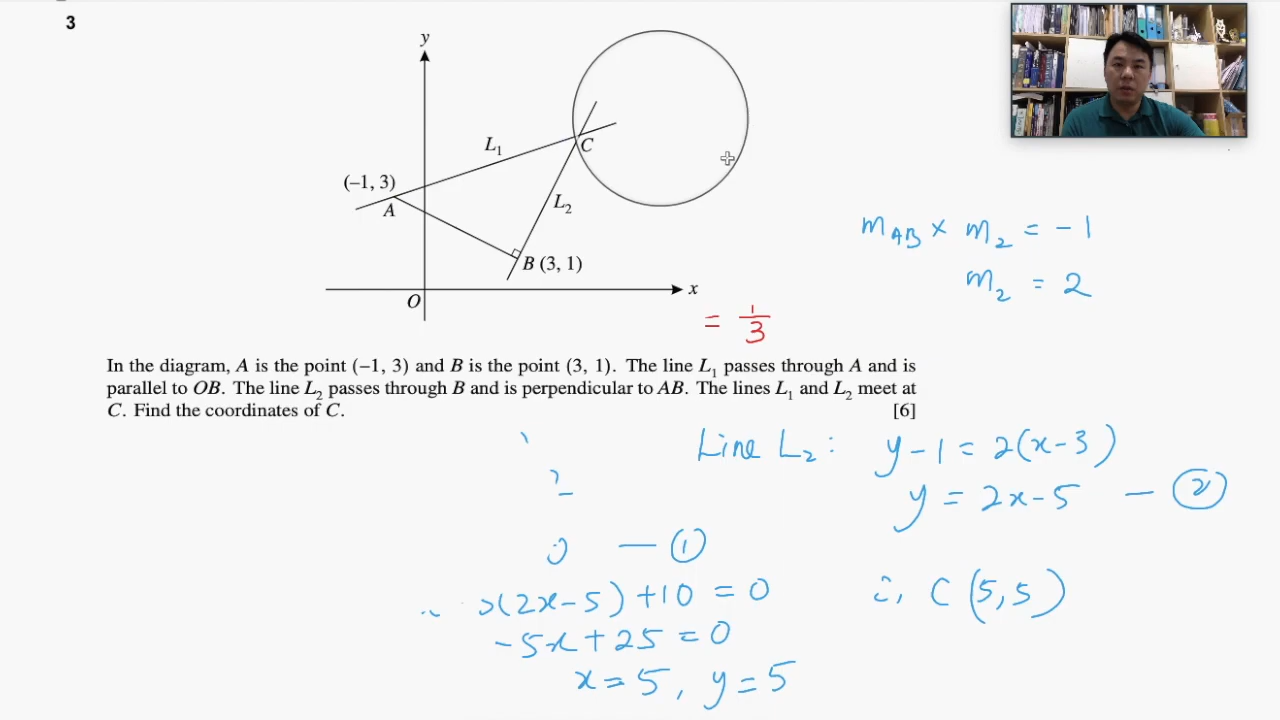 3
y
L₁
C
(−1, 3)
A
L₂
B (3, 1)
O
x
m_AB × m₂ = −1
m₂ = 2
= 1/3
In the diagram, A is the point (−1, 3) and B is the point (3, 1). The line L₁ passes through A and is
parallel to OB. The line L₂ passes through B and is perpendicular to AB. The lines L₁ and L₂ meet at
C. Find the coordinates of C. [6]
Line L₂: y − 1 = 2(x − 3)
y = 2x − 5 — ②
— ①
(2x − 5) + 10 = 0
−5x + 25 = 0
x = 5, y = 5
∴ C (5, 5)